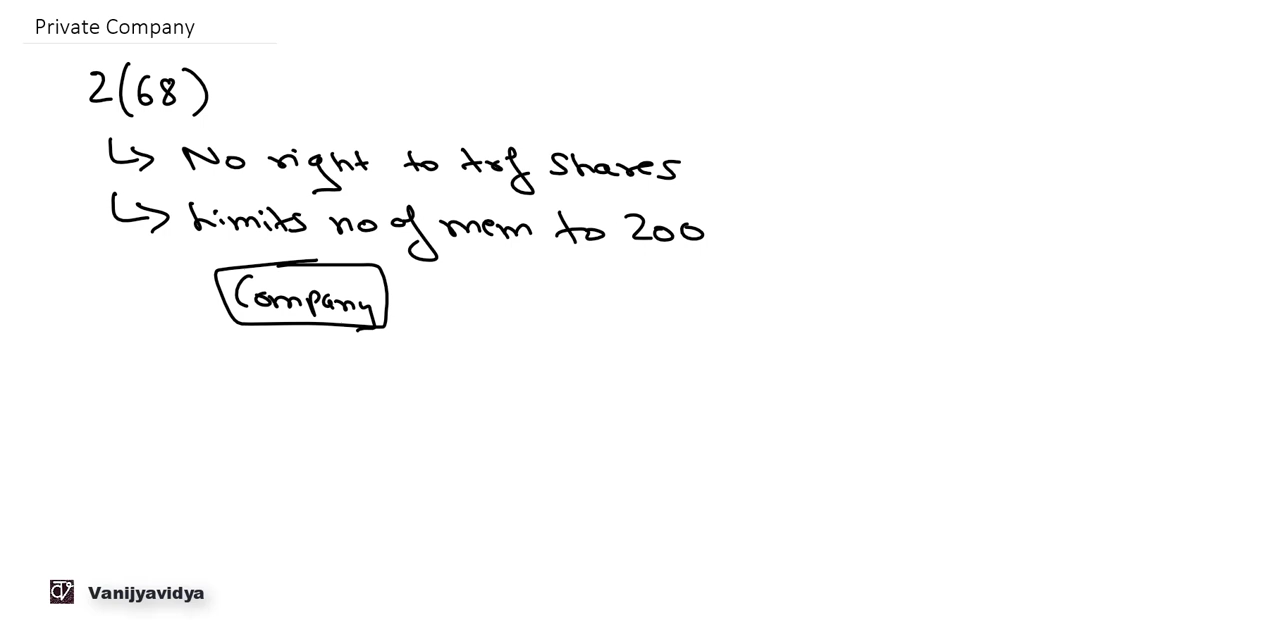 Private Company
2(68)
↳ No right to trf shares
↳ Limits no of mem to 200
Company
Vanijyavidya